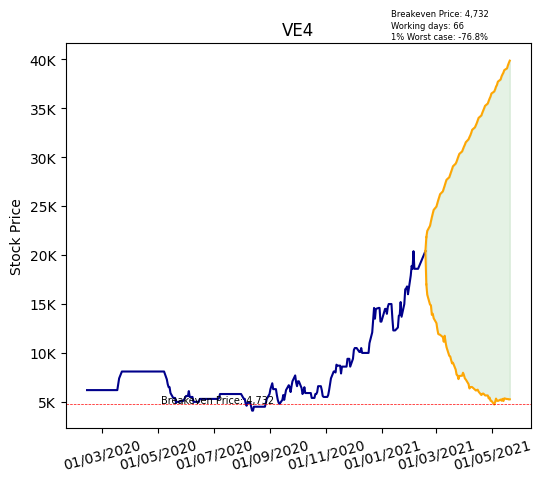 Breakeven Price: 4,732
Working days: 66
1% Worst case: -76.8%
VE4
Stock Price
40K
35K
30K
25K
20K
15K
10K
5K
Breakeven Price: 4,732
01/03/2020
01/05/2020
01/07/2020
01/09/2020
01/11/2020
01/01/2021
01/03/2021
01/05/2021